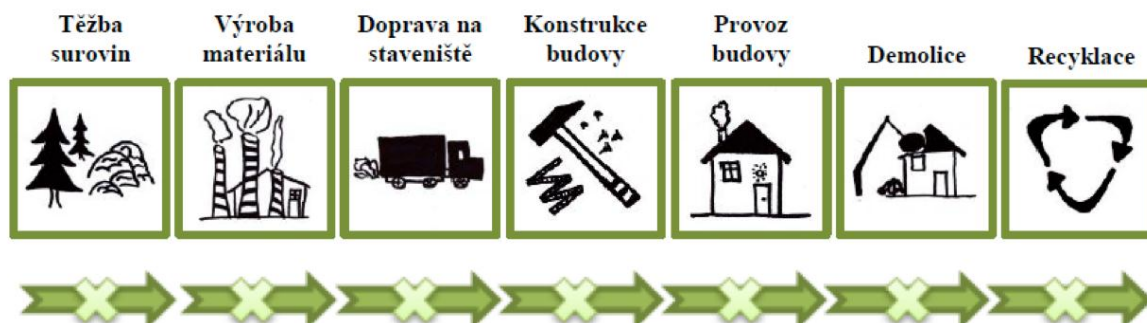 Těžba
surovin
Výroba
materiálu
Doprava na
staveniště
Konstrukce
budovy
Provoz
budovy
Demolice
Recyklace